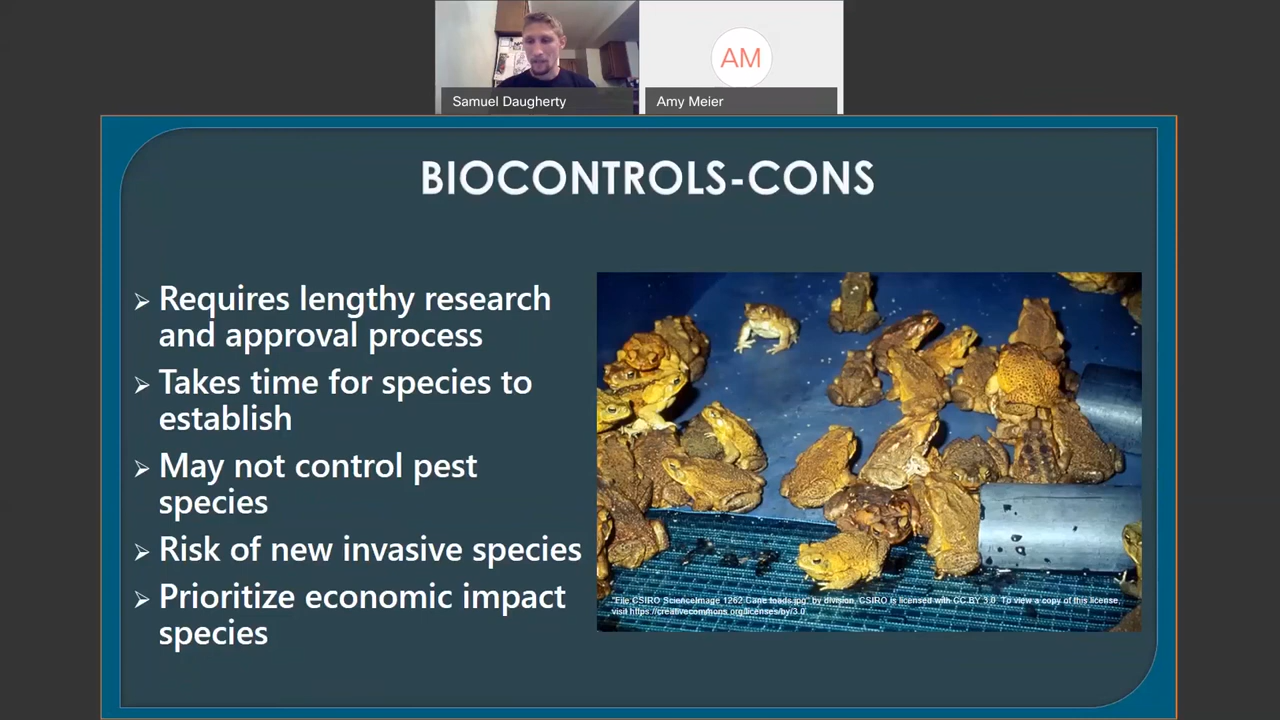 AM
Samuel Daugherty
Amy Meier
BIOCONTROLS-CONS
Requires lengthy research
and approval process
Takes time for species to
establish
May not control pest
species
Risk of new invasive species
Prioritize economic impact
species
"File:CSIRO ScienceImage 1262 Cane toads.jpg" by division, CSIRO is licensed with CC BY 3.0. To view a copy of this license,
visit https://creativecommons.org/licenses/by/3.0